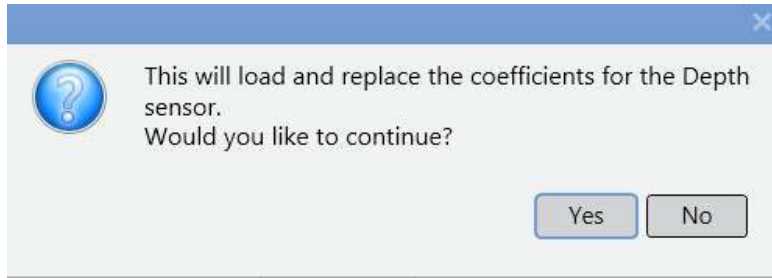 This will load and replace the coefficients for the Depth
sensor.
Would you like to continue?
Yes No